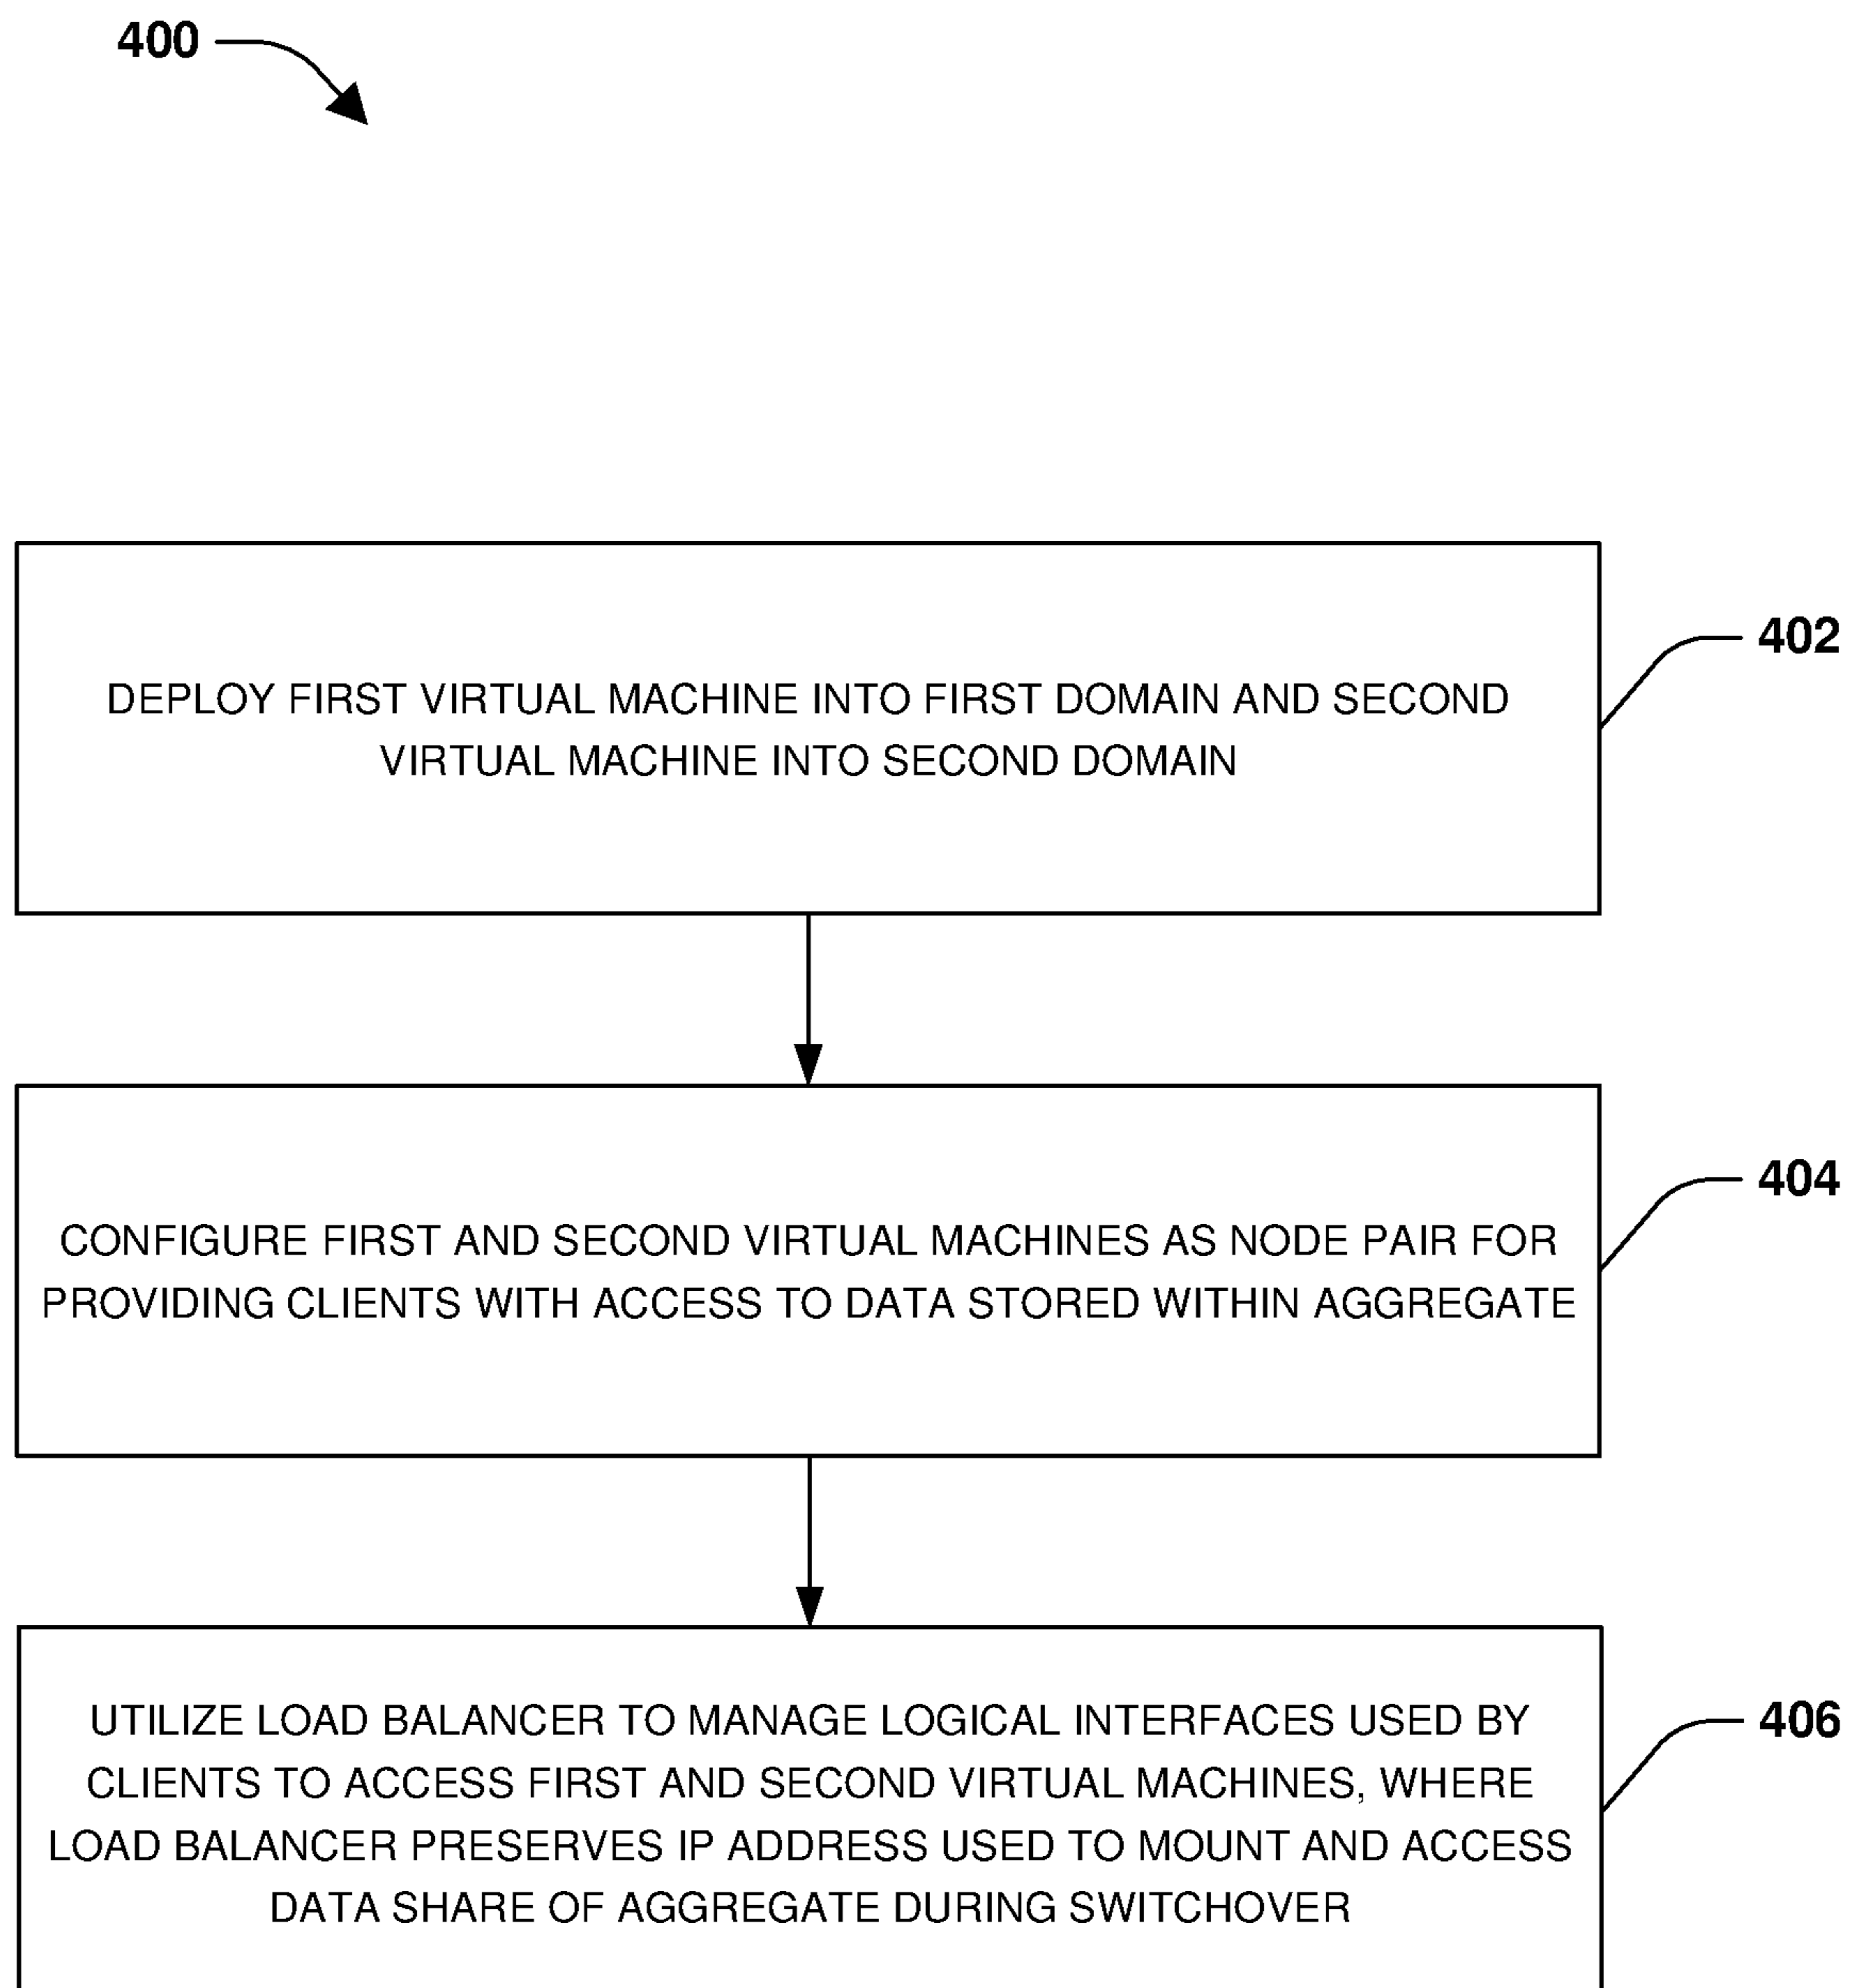 400
DEPLOY FIRST VIRTUAL MACHINE INTO FIRST DOMAIN AND SECOND
VIRTUAL MACHINE INTO SECOND DOMAIN
402
CONFIGURE FIRST AND SECOND VIRTUAL MACHINES AS NODE PAIR FOR
PROVIDING CLIENTS WITH ACCESS TO DATA STORED WITHIN AGGREGATE
404
UTILIZE LOAD BALANCER TO MANAGE LOGICAL INTERFACES USED BY
CLIENTS TO ACCESS FIRST AND SECOND VIRTUAL MACHINES, WHERE
LOAD BALANCER PRESERVES IP ADDRESS USED TO MOUNT AND ACCESS
DATA SHARE OF AGGREGATE DURING SWITCHOVER
406